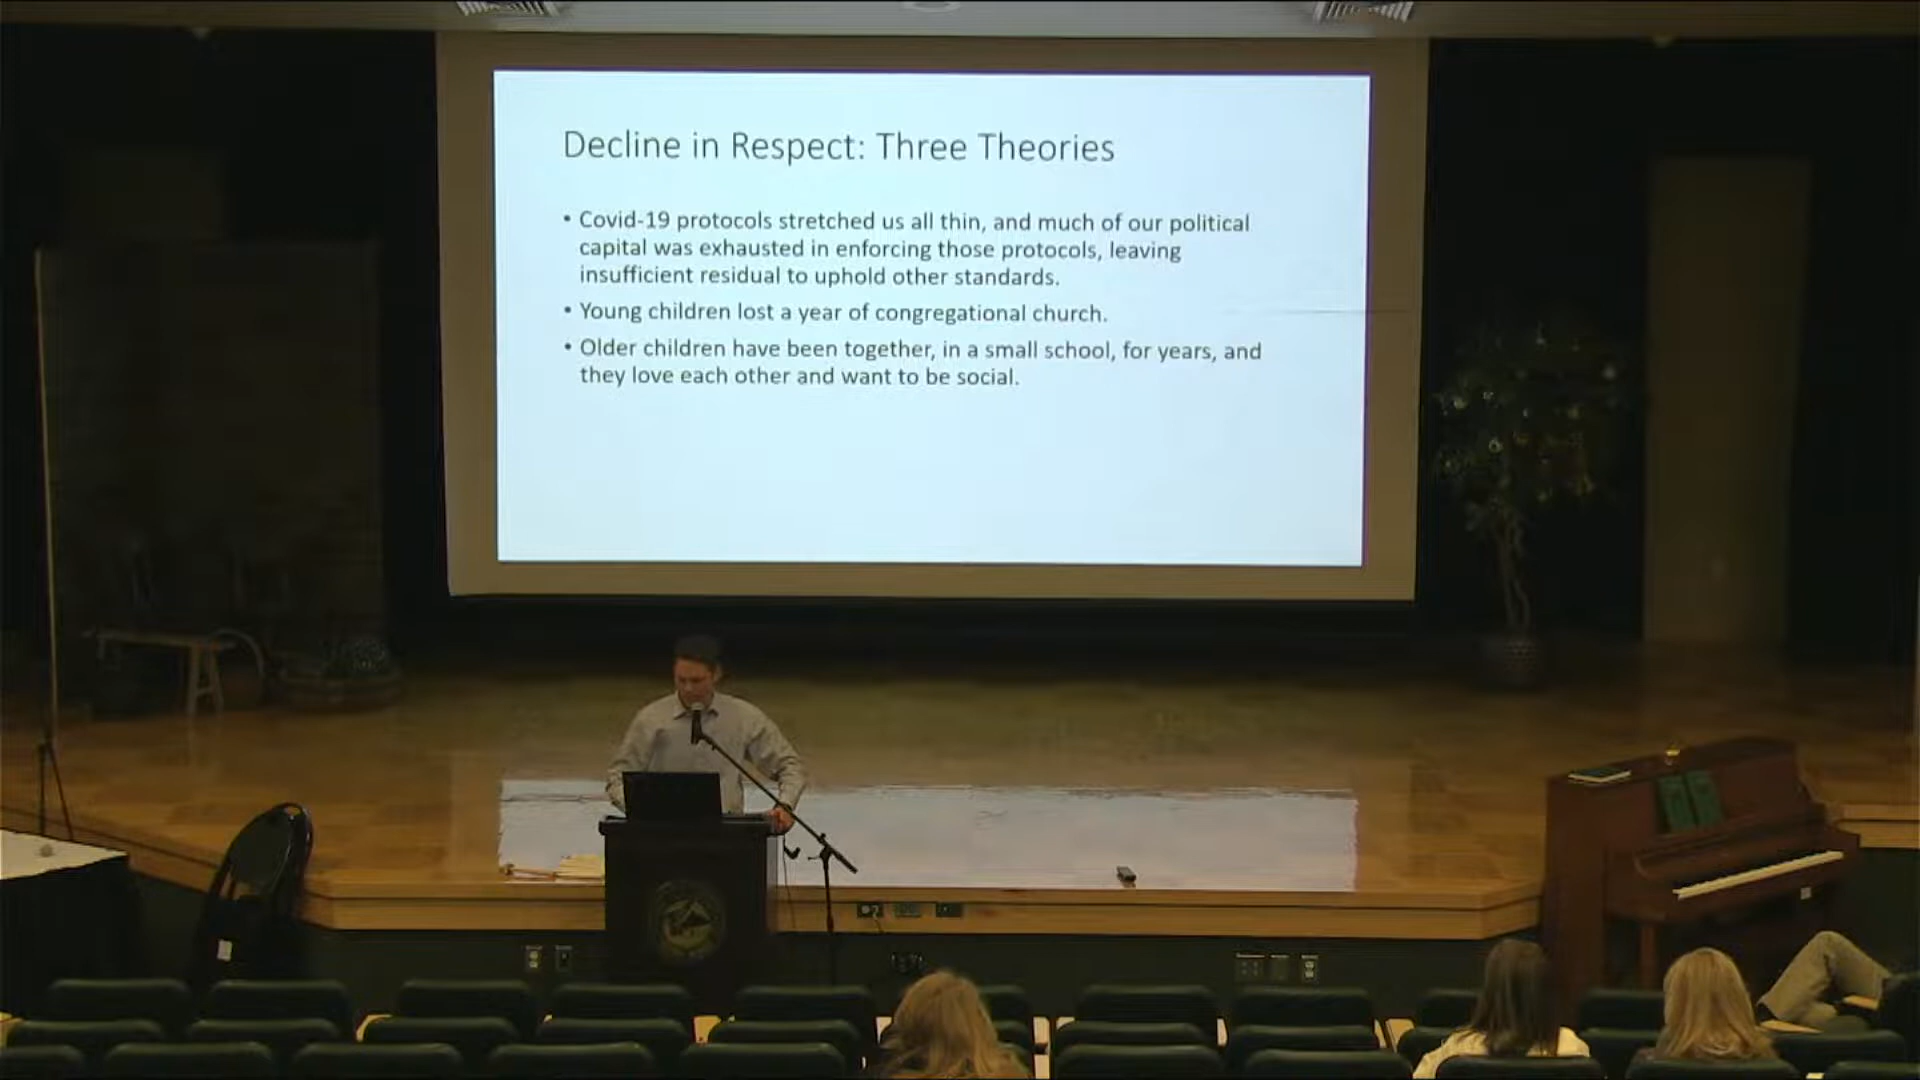 Decline in Respect: Three Theories
• Covid-19 protocols stretched us all thin, and much of our political
capital was exhausted in enforcing those protocols, leaving
insufficient residual to uphold other standards.
• Young children lost a year of congregational church.
• Older children have been together, in a small school, for years, and
they love each other and want to be social.